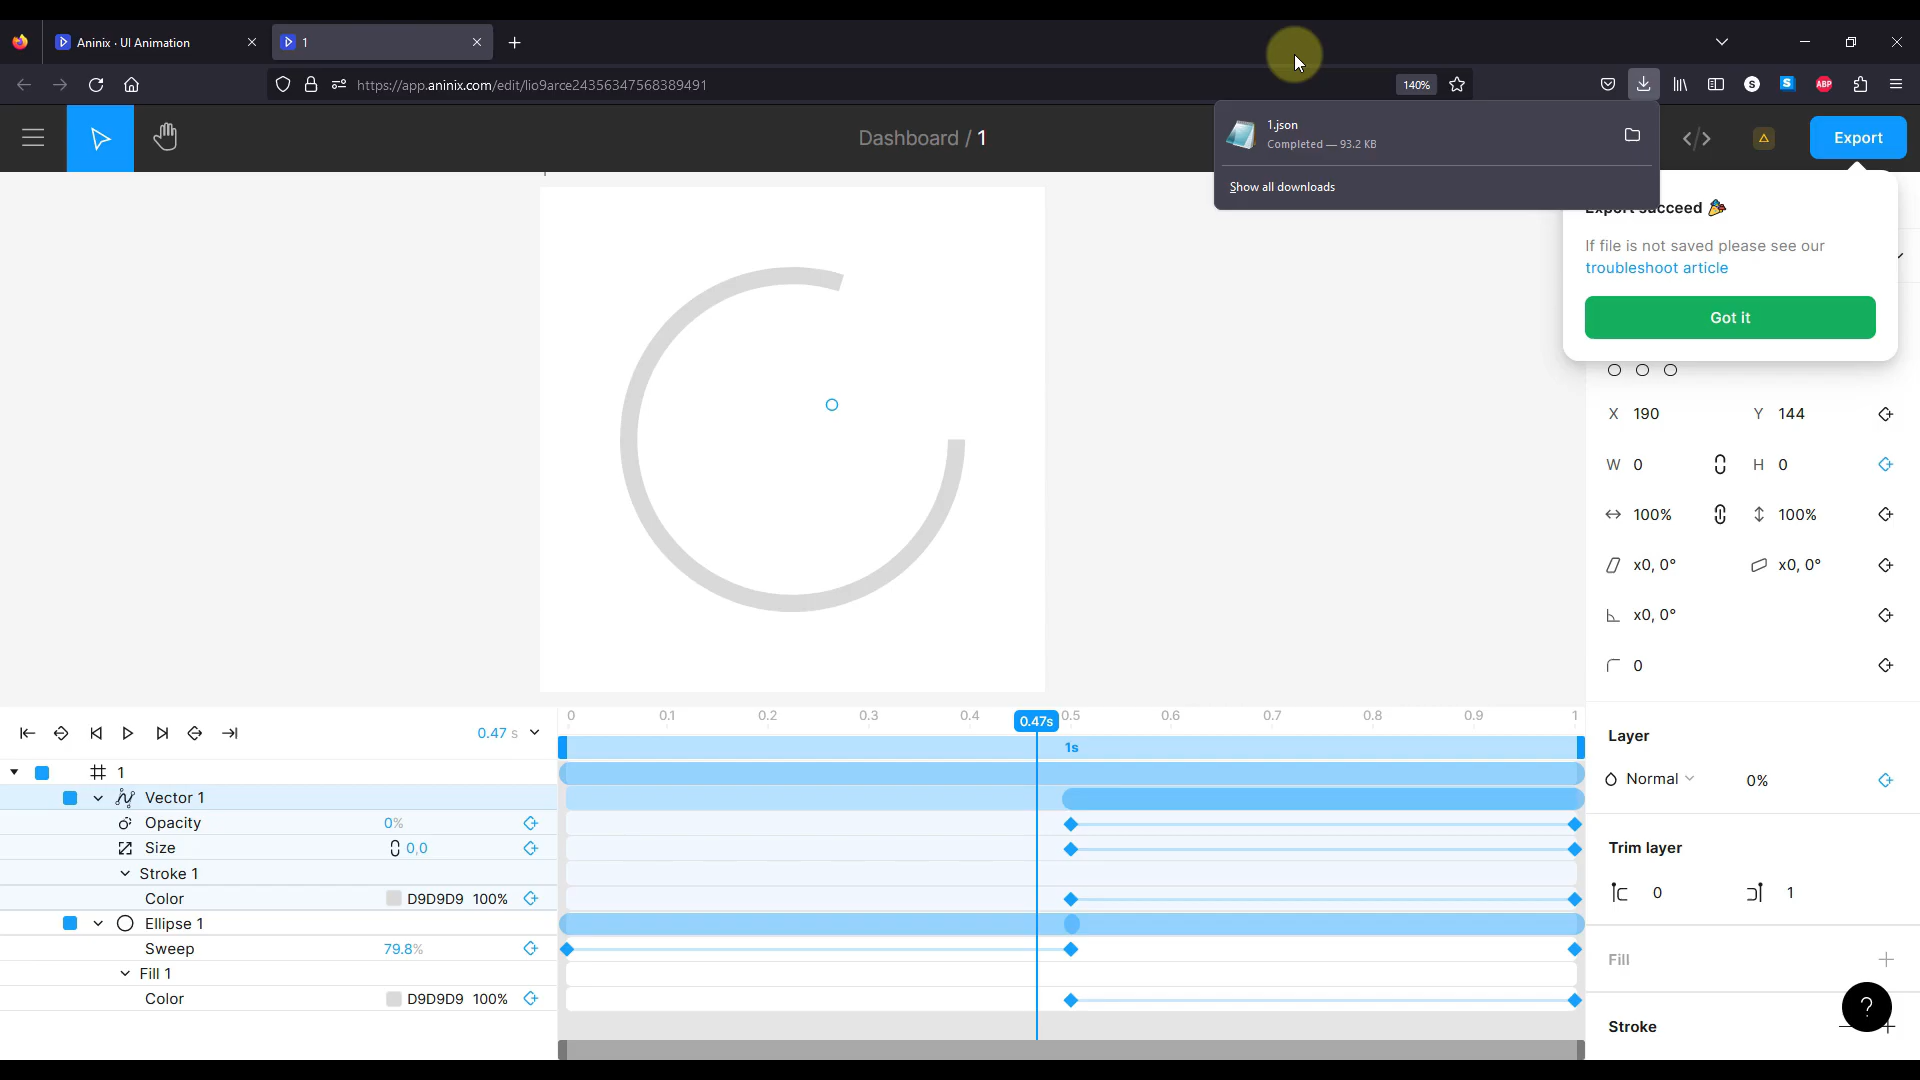 Aninix · UI Animation
1
https://app.aninix.com/edit/lio9arce24356347568389491
140%
S
S
ABP
Dashboard / 1
1.json
Completed — 93.2 KB
Show all downloads
Export
Export succeed
If file is not saved please see our
troubleshoot article
Got it
X 190 Y 144
W 0 H 0
100% 100%
x0, 0° x0, 0°
x0, 0°
0
0.47 s
0 0.1 0.2 0.3 0.4 0.47s 0.5 0.6 0.7 0.8 0.9 1
1s
1
Vector 1
Opacity 0%
Size 0,0
Stroke 1
Color D9D9D9 100%
Ellipse 1
Sweep 79.8%
Fill 1
Color D9D9D9 100%
Layer
Normal 0%
Trim layer
0 1
Fill
Stroke
?